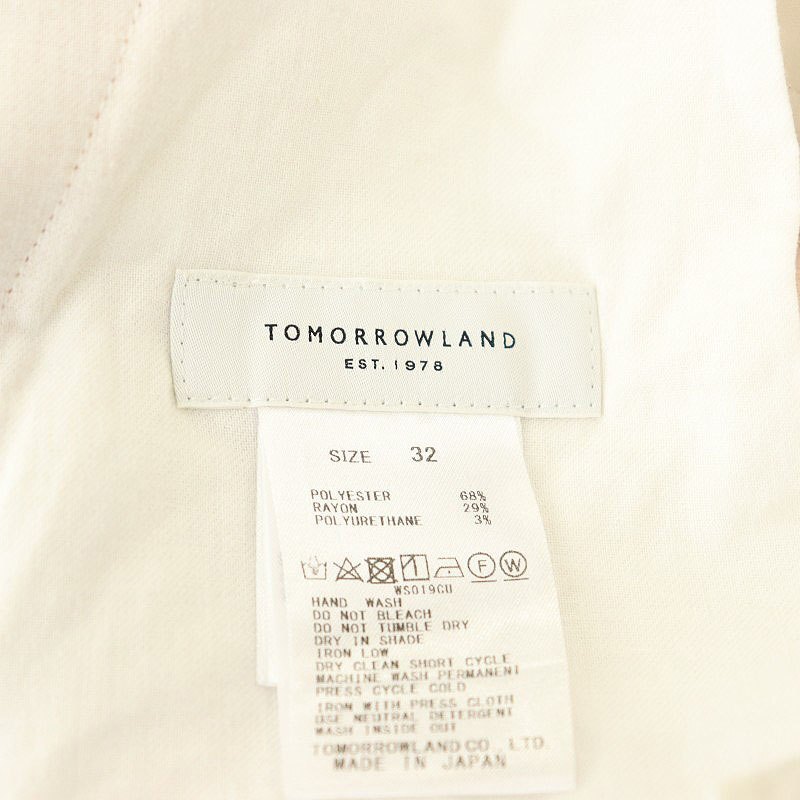 TOMORROWLAND
EST. 1978
SIZE 32
POLYESTER 68%
RAYON 29%
POLYURETHANE 3%
F W
WS019GU
HAND WASH
DO NOT BLEACH
DO NOT TUMBLE DRY
DRY IN SHADE
IRON LOW
DRY CLEAN SHORT CYCLE
MACHINE WASH PERMANENT
PRESS CYCLE COLD
IRON WITH PRESS CLOTH
USE NEUTRAL DETERGENT
WASH INSIDE OUT
TOMORROWLAND CO., LTD.
MADE IN JAPAN